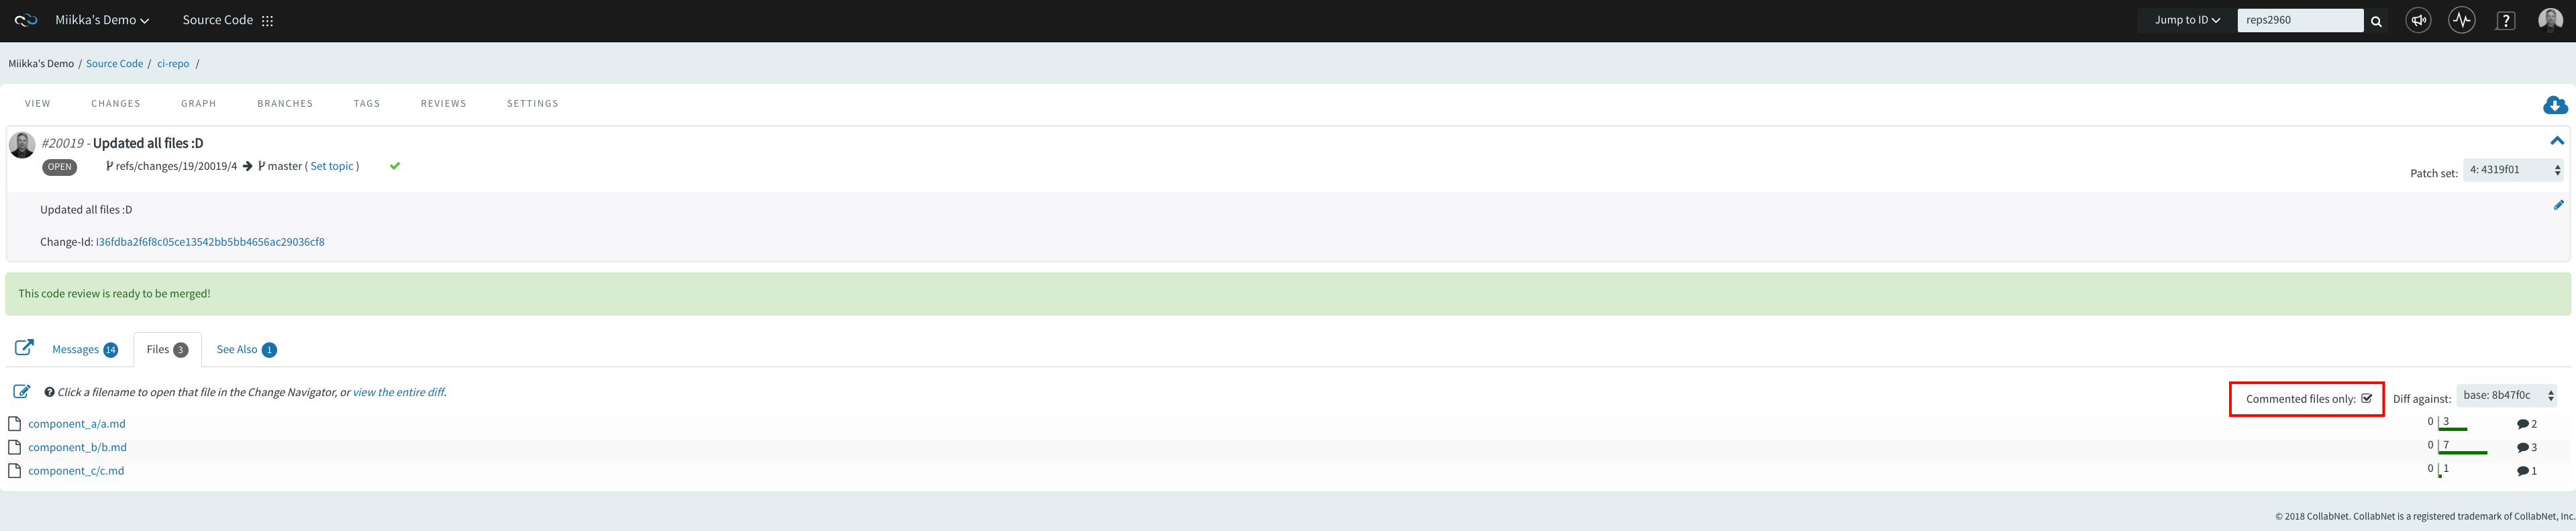 Miikka's Demo Source Code Jump to ID reps2960 ?
Miikka's Demo / Source Code / ci-repo /
VIEW CHANGES GRAPH BRANCHES TAGS REVIEWS SETTINGS
#20019 - Updated all files :D
OPEN refs/changes/19/20019/4 master ( Set topic ) Patch set: 4: 4319f01
Updated all files :D
Change-Id: I36fdba2f6f8c05ce13542bb5bb4656ac29036cf8
This code review is ready to be merged!
Messages 14 Files 3 See Also 1
? Click a filename to open that file in the Change Navigator, or view the entire diff. Commented files only: Diff against: base: 8b47f0c
component_a/a.md 0 3 2
component_b/b.md 0 7 3
component_c/c.md 0 1 1
© 2018 CollabNet. CollabNet is a registered trademark of CollabNet, Inc.